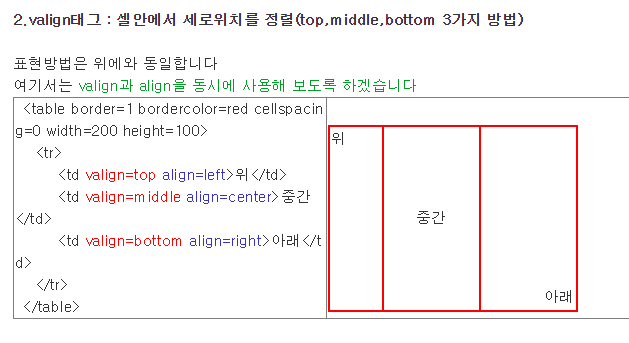 2.valign태그 : 셀안에서 세로위치를 정렬(top,middle,bottom 3가지 방법)
표현방법은 위에와 동일합니다
여기서는 valign과 align을 동시에 사용해 보도록 하겠습니다
<table border=1 bordercolor=red cellspacin
g=0 width=200 height=100>
<tr>
<td valign=top align=left>위</td>
<td valign=middle align=center>중간
</td>
<td valign=bottom align=right>아래</t
d>
</tr>
</table>
위
중간
아래